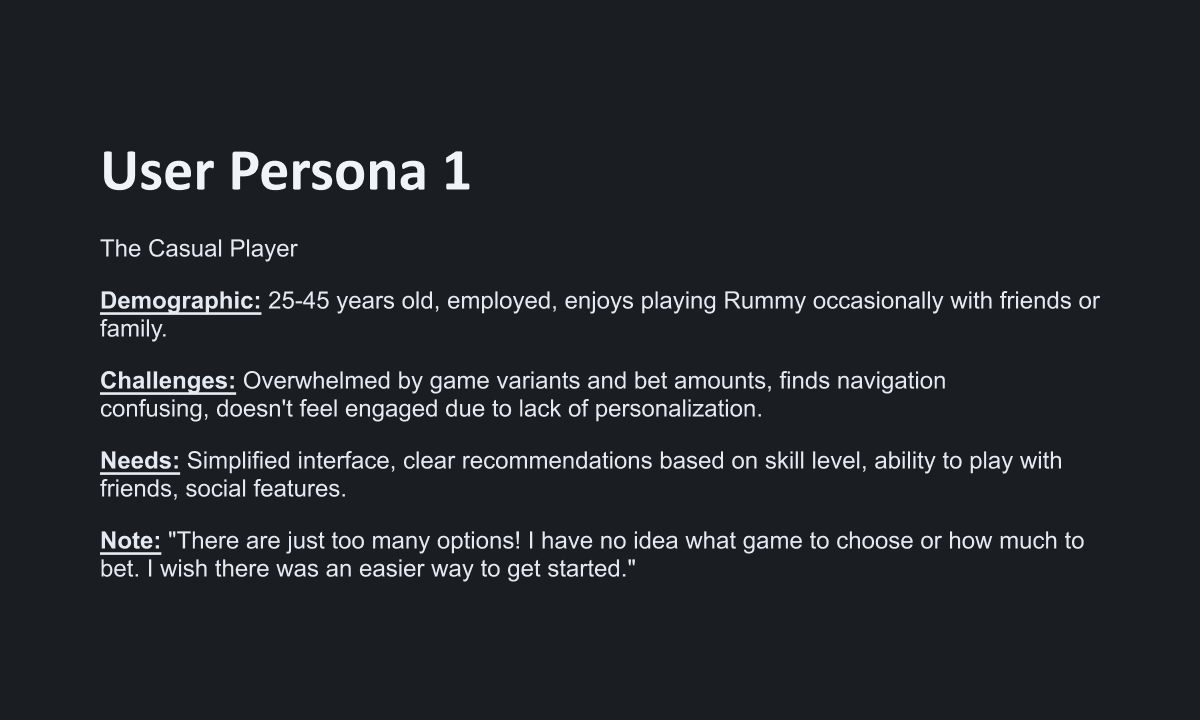 User Persona 1
The Casual Player
Demographic: 25-45 years old, employed, enjoys playing Rummy occasionally with friends or
family.
Challenges: Overwhelmed by game variants and bet amounts, finds navigation
confusing, doesn't feel engaged due to lack of personalization.
Needs: Simplified interface, clear recommendations based on skill level, ability to play with
friends, social features.
Note: "There are just too many options! I have no idea what game to choose or how much to
bet. I wish there was an easier way to get started."